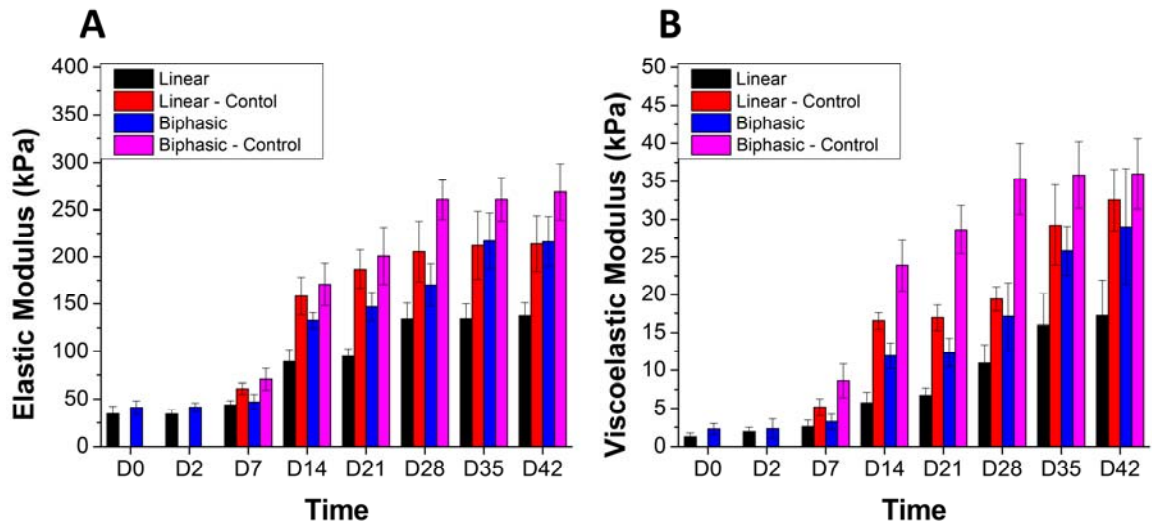 A
Elastic Modulus (kPa)
400
350
300
250
200
150
100
50
0
Linear
Linear - Contol
Biphasic
Biphasic - Control
D0 D2 D7 D14 D21 D28 D35 D42
Time
B
Viscoelastic Modulus (kPa)
50
45
40
35
30
25
20
15
10
5
0
Linear
Linear - Control
Biphasic
Biphasic - Control
D0 D2 D7 D14 D21 D28 D35 D42
Time